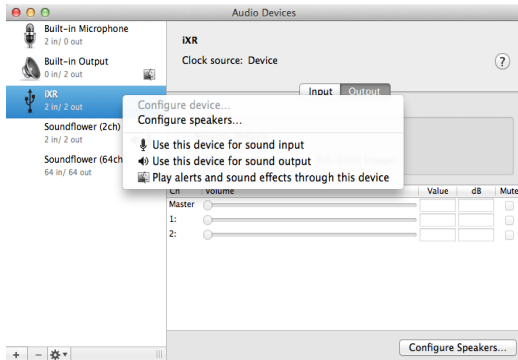 Audio Devices
Built-in Microphone
2 in/ 0 out
Built-in Output
0 in/ 2 out
iXR
2 in/ 2 out
Soundflower (2ch)
2 in/ 2 out
Soundflower (64ch
64 in/ 64 out
iXR
Clock source: Device
?
Input Output
Configure device...
Configure speakers...
Use this device for sound input
Use this device for sound output
Play alerts and sound effects through this device
Ch Volume Value dB Mute
Master
1:
2:
Configure Speakers...